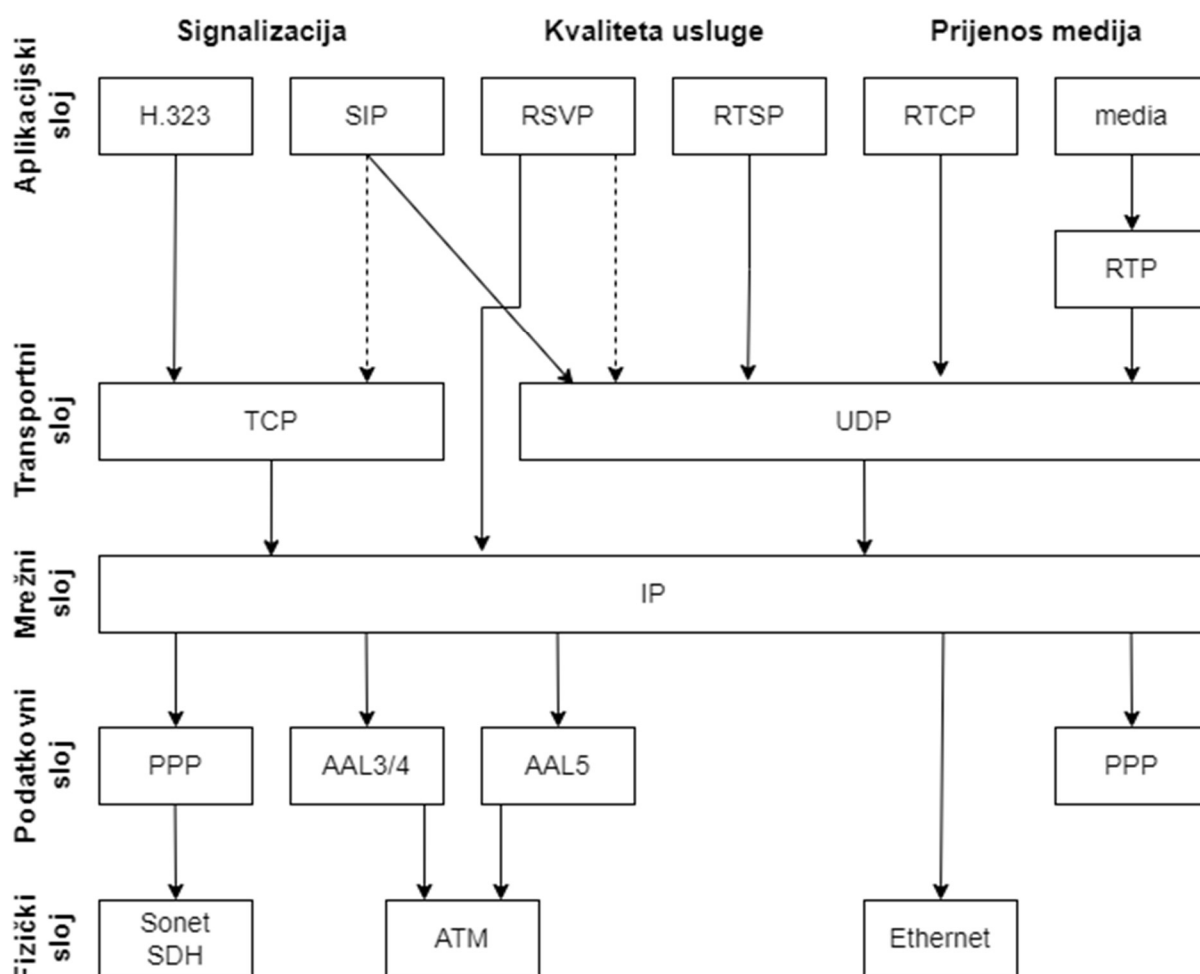 Signalizacija
Kvaliteta usluge
Prijenos medija
Aplikacijski
sloj
H.323
SIP
RSVP
RTSP
RTCP
media
RTP
Transportni
sloj
TCP
UDP
Mrežni
sloj
IP
Podatkovni
sloj
PPP
AAL3/4
AAL5
PPP
Fizički
sloj
Sonet
SDH
ATM
Ethernet